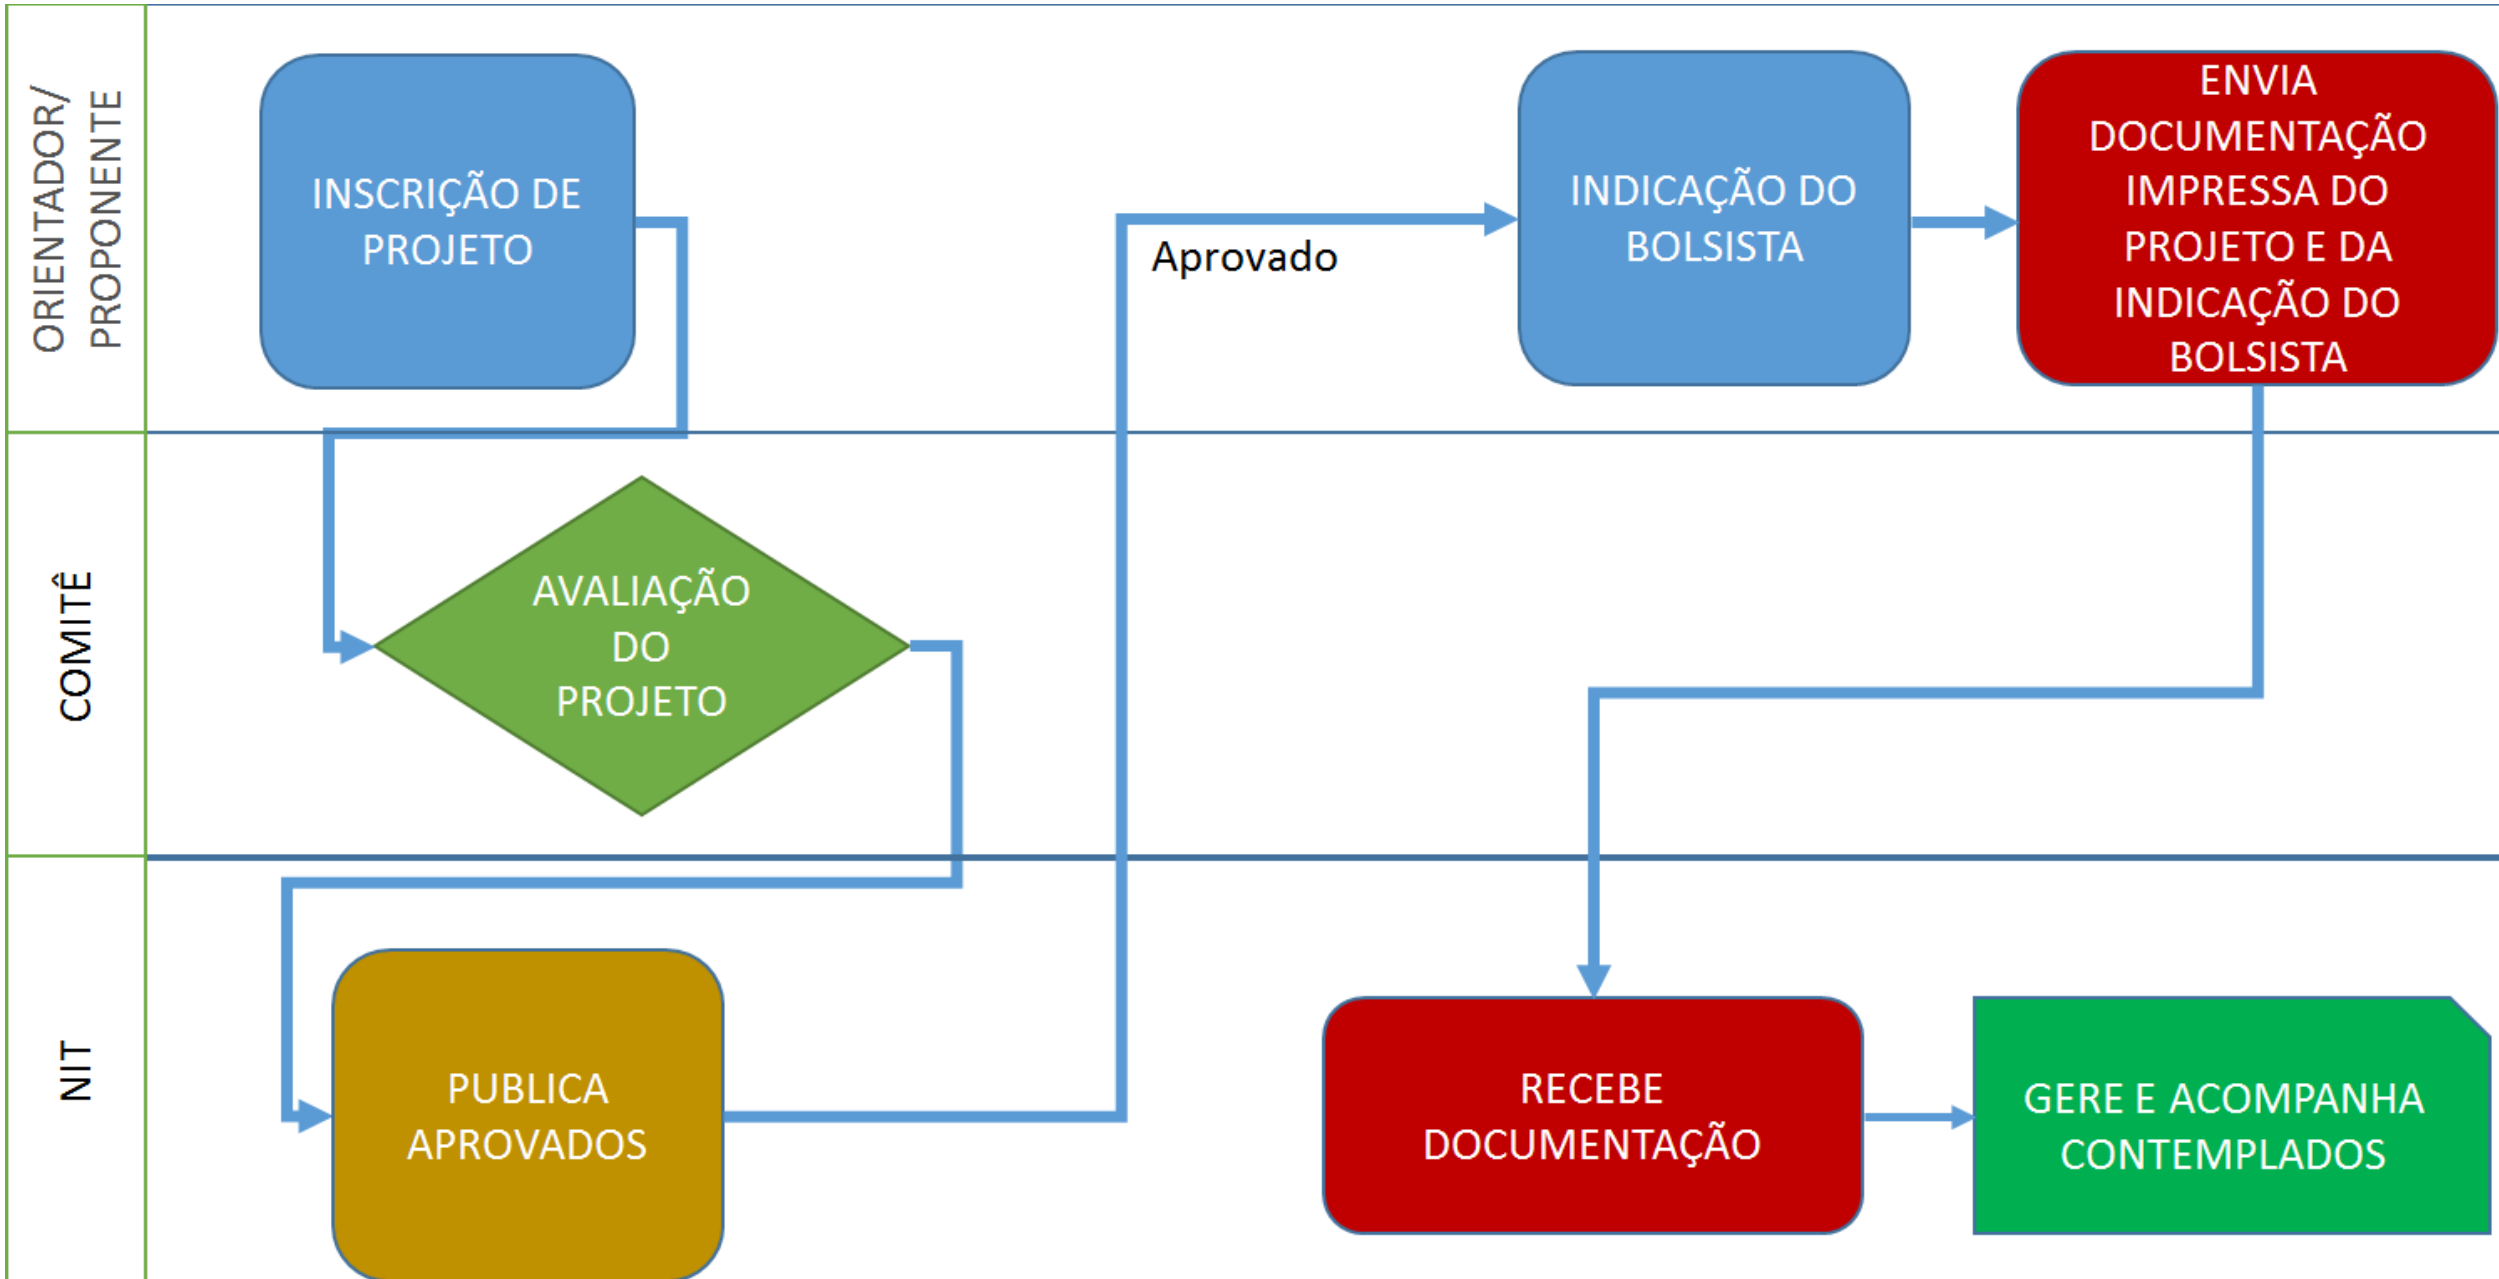 ORIENTADOR/
PROPONENTE
INSCRIÇÃO DE
PROJETO
Aprovado
INDICAÇÃO DO
BOLSISTA
ENVIA
DOCUMENTAÇÃO
IMPRESSA DO
PROJETO E DA
INDICAÇÃO DO
BOLSISTA
COMITÊ
AVALIAÇÃO
DO
PROJETO
NIT
PUBLICA
APROVADOS
RECEBE
DOCUMENTAÇÃO
GERE E ACOMPANHA
CONTEMPLADOS